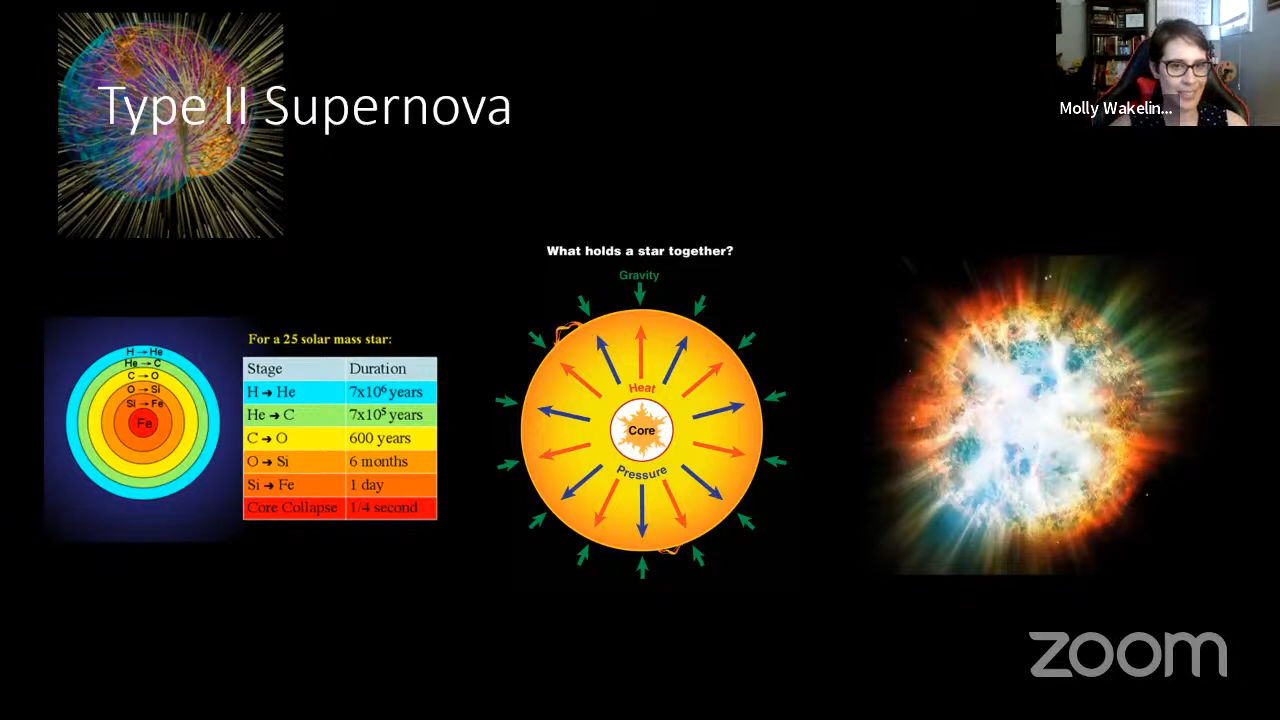 Type II Supernova
Molly Wakelin...
What holds a star together?
Gravity
Heat
Core
Pressure
H → He
He → C
C → O
O → Si
Si → Fe
Fe
For a 25 solar mass star:
Stage Duration
H → He 7x10⁶ years
He → C 7x10⁵ years
C → O 600 years
O → Si 6 months
Si → Fe 1 day
Core Collapse 1/4 second
zoom